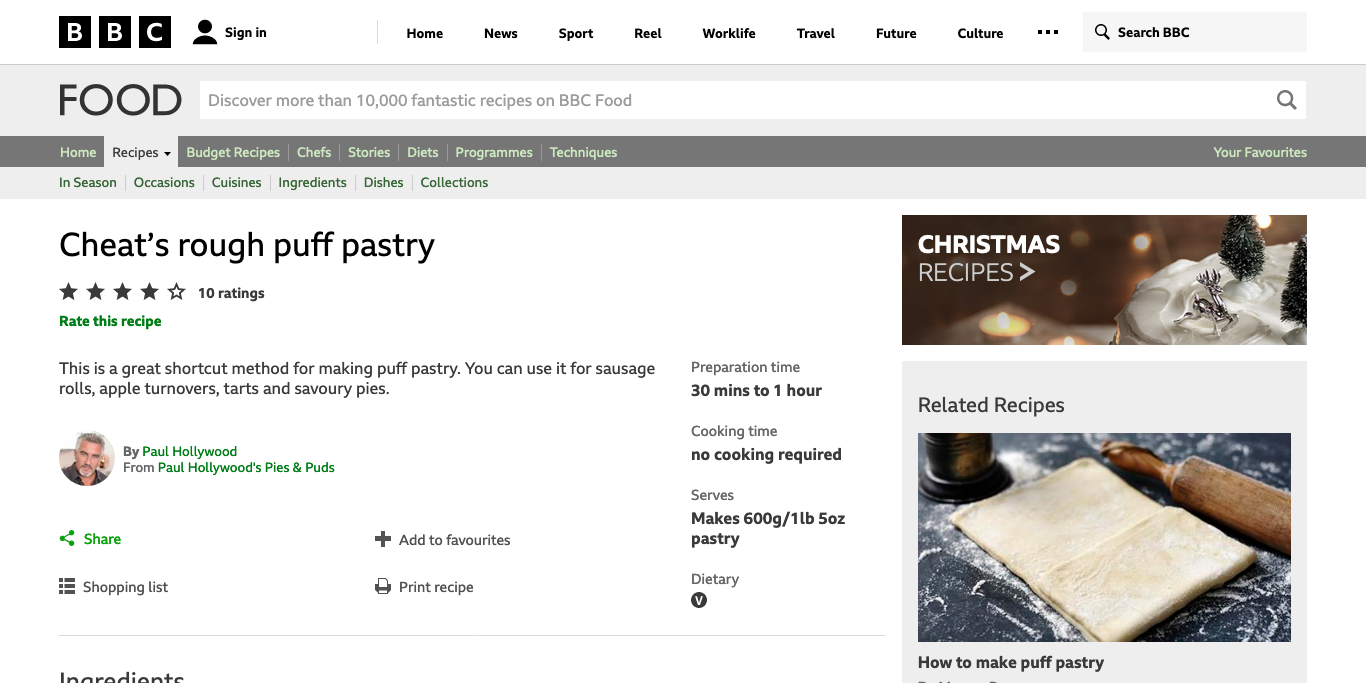 BBC
Sign in
Home
News
Sport
Reel
Worklife
Travel
Future
Culture
Search BBC
FOOD
Discover more than 10,000 fantastic recipes on BBC Food
Home
Recipes
Budget Recipes
Chefs
Stories
Diets
Programmes
Techniques
Your Favourites
In Season
Occasions
Cuisines
Ingredients
Dishes
Collections
Cheat’s rough puff pastry
10 ratings
Rate this recipe
This is a great shortcut method for making puff pastry. You can use it for sausage
rolls, apple turnovers, tarts and savoury pies.
By Paul Hollywood
From Paul Hollywood's Pies & Puds
Share
Add to favourites
Shopping list
Print recipe
Preparation time
30 mins to 1 hour
Cooking time
no cooking required
Serves
Makes 600g/1lb 5oz
pastry
Dietary
V
CHRISTMAS
RECIPES >
Related Recipes
How to make puff pastry
Ingredients